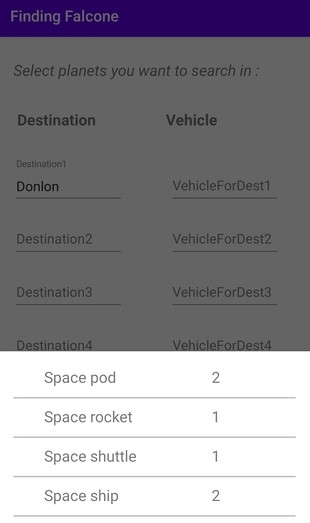 Finding Falcone
Select planets you want to search in :
Destination Vehicle
Destination1
Donlon VehicleForDest1
Destination2 VehicleForDest2
Destination3 VehicleForDest3
Destination4 VehicleForDest4
Space pod 2
Space rocket 1
Space shuttle 1
Space ship 2